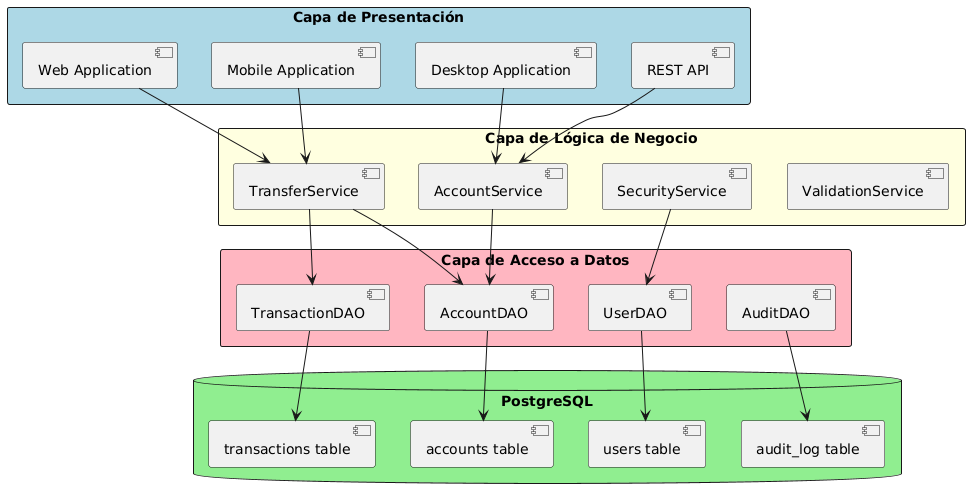 Capa de Presentación
Web Application
Mobile Application
Desktop Application
REST API
Capa de Lógica de Negocio
TransferService
AccountService
SecurityService
ValidationService
Capa de Acceso a Datos
TransactionDAO
AccountDAO
UserDAO
AuditDAO
PostgreSQL
transactions table
accounts table
users table
audit_log table